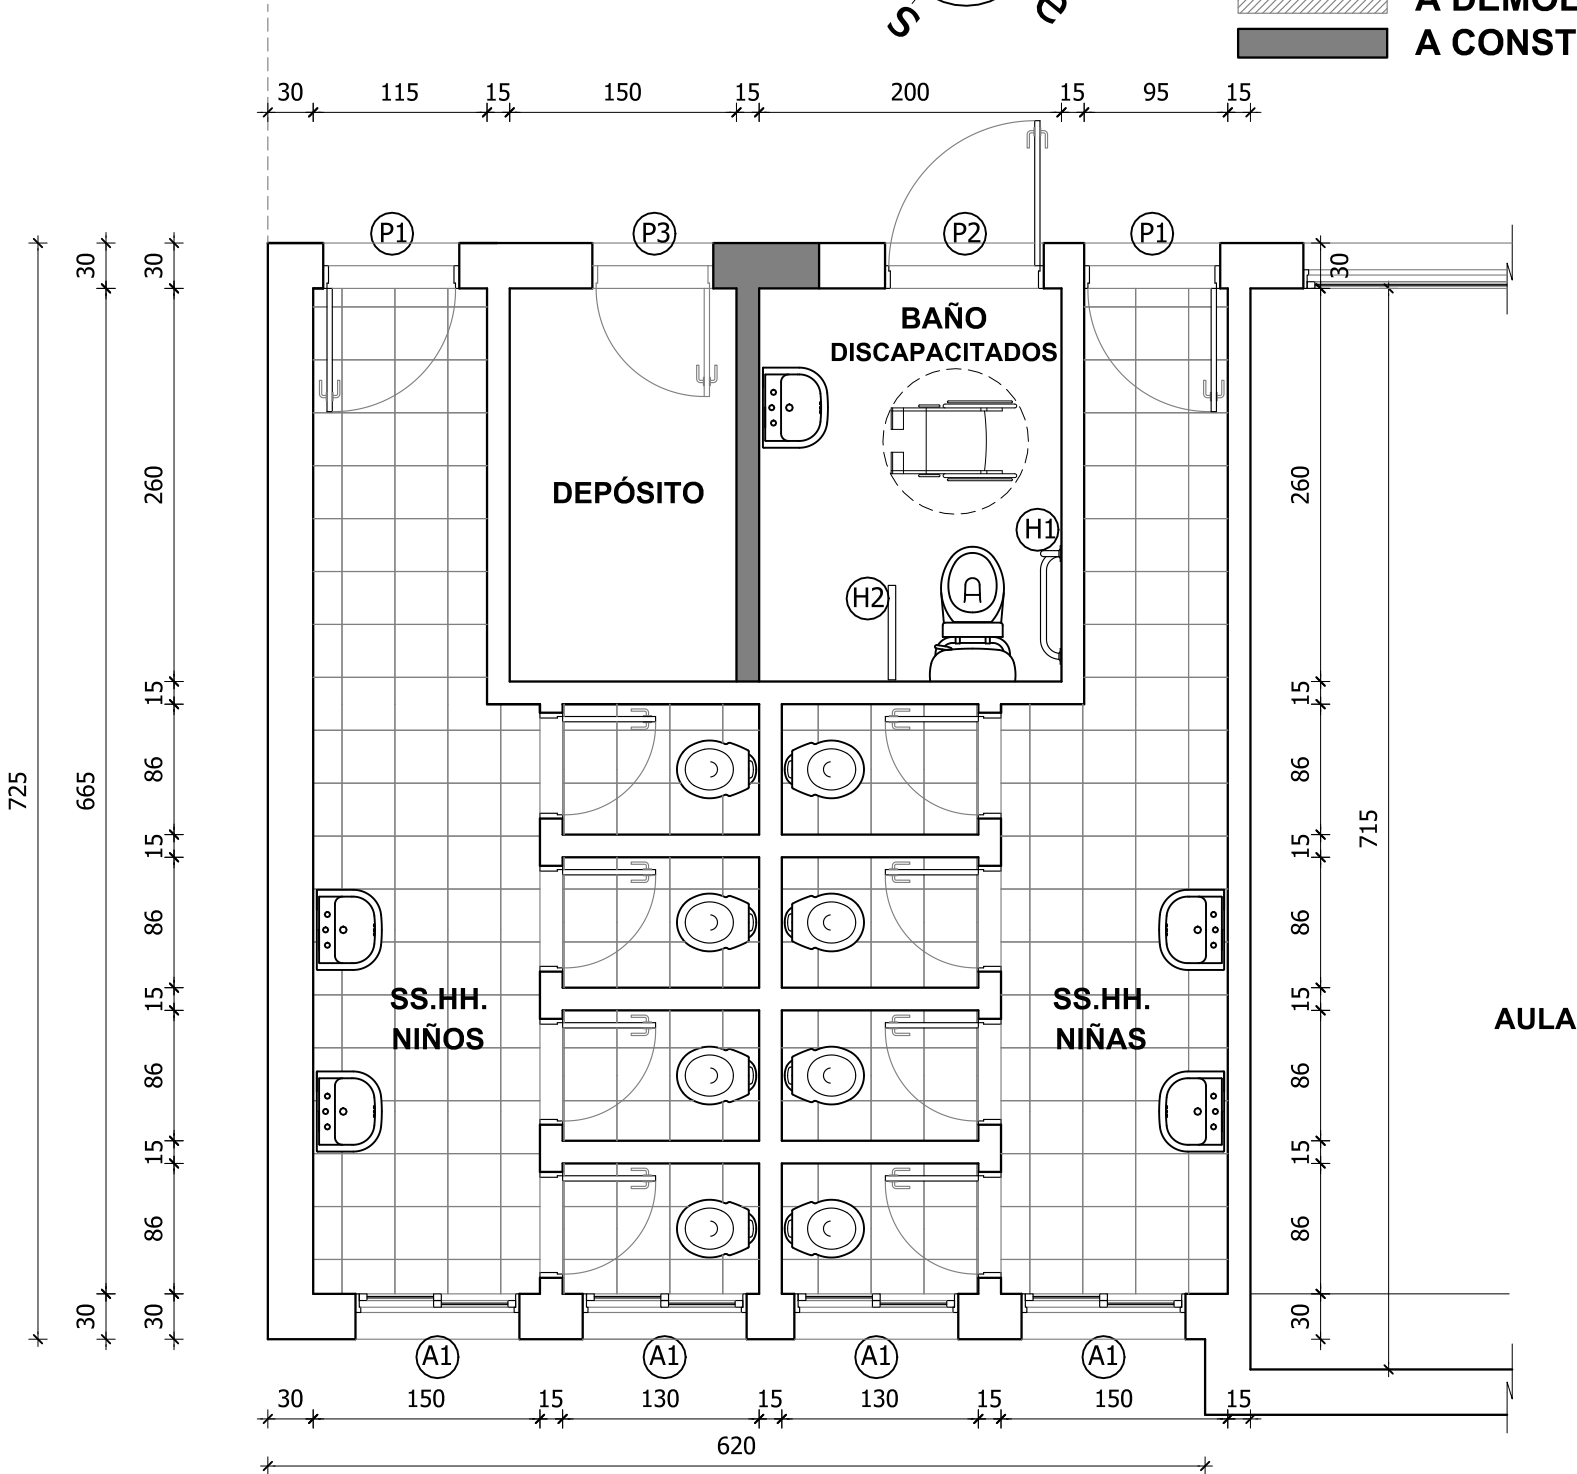 A CONST
30 115 15 150 15 200 15 95 15
P1 P3 P2 P1
30 30 30 30
BAÑO
DISCAPACITADOS
260 DEPÓSITO 260
H1
H2
15 15
86 86
725 665 715
15 15
86 86
15 SS.HH. SS.HH. 15
NIÑOS NIÑAS AULA
86 86
15 15
86 86
30 30 30
A1 A1 A1 A1
30 150 15 130 15 130 15 150 15
620